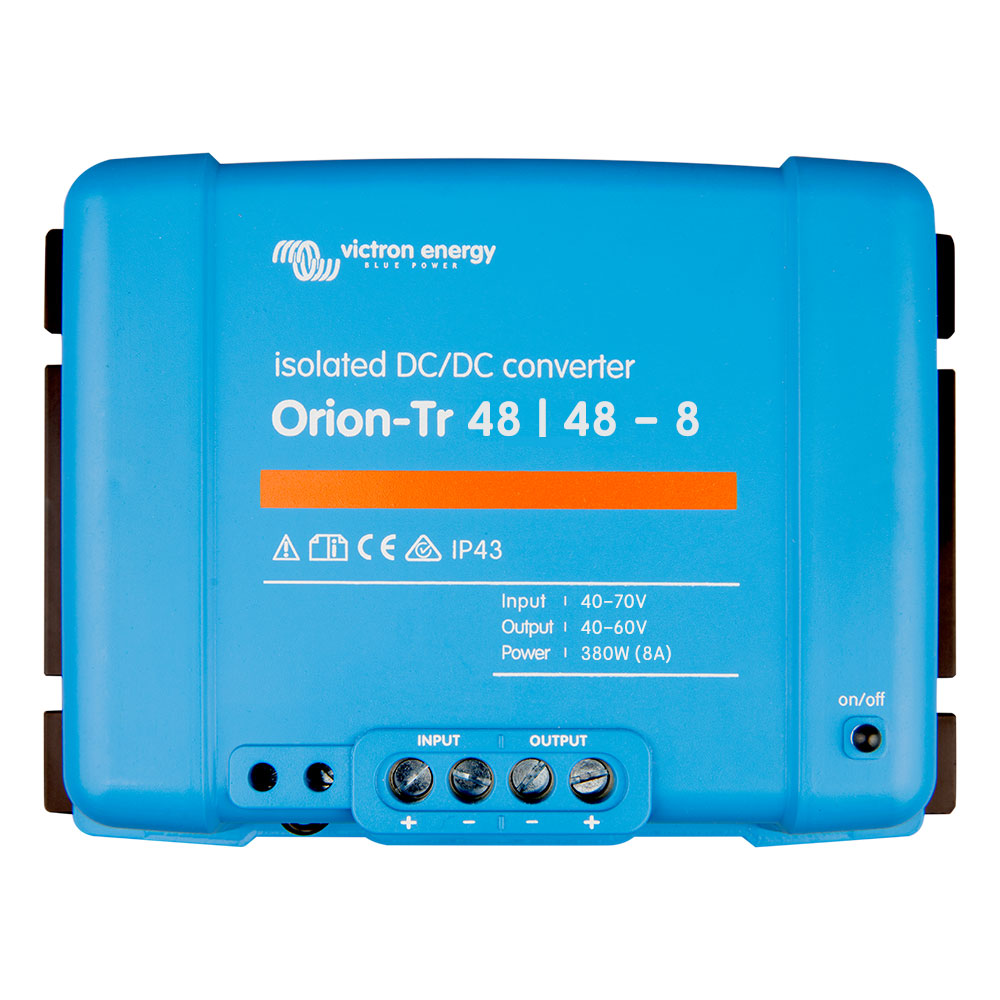 victron energy
BLUE POWER
isolated DC/DC converter
Orion-Tr 48 | 48 - 8
CE IP43
Input | 40-70V
Output | 40-60V
Power | 380W (8A)
on/off
INPUT | OUTPUT
+ - | - +